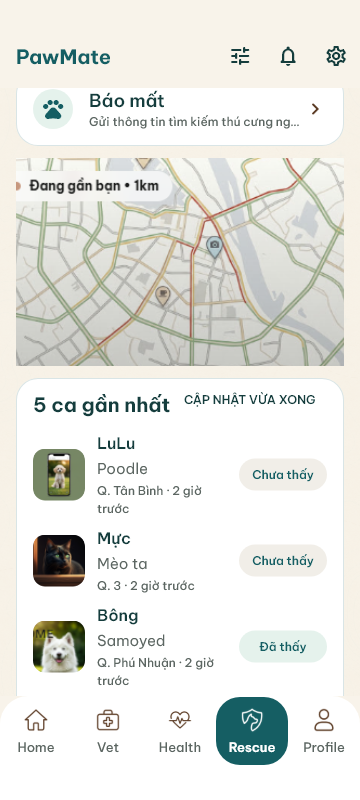 PawMate
Báo mất
Gửi thông tin tìm kiếm thú cưng ng...
Đang gần bạn • 1km
5 ca gần nhất
CẬP NHẬT VỪA XONG
LuLu
Poodle
Q. Tân Bình · 2 giờ
trước
Chưa thấy
Mực
Mèo ta
Q. 3 · 2 giờ trước
Chưa thấy
Bông
Samoyed
Q. Phú Nhuận · 2 giờ
trước
Đã thấy
Home
Vet
Health
Rescue
Profile